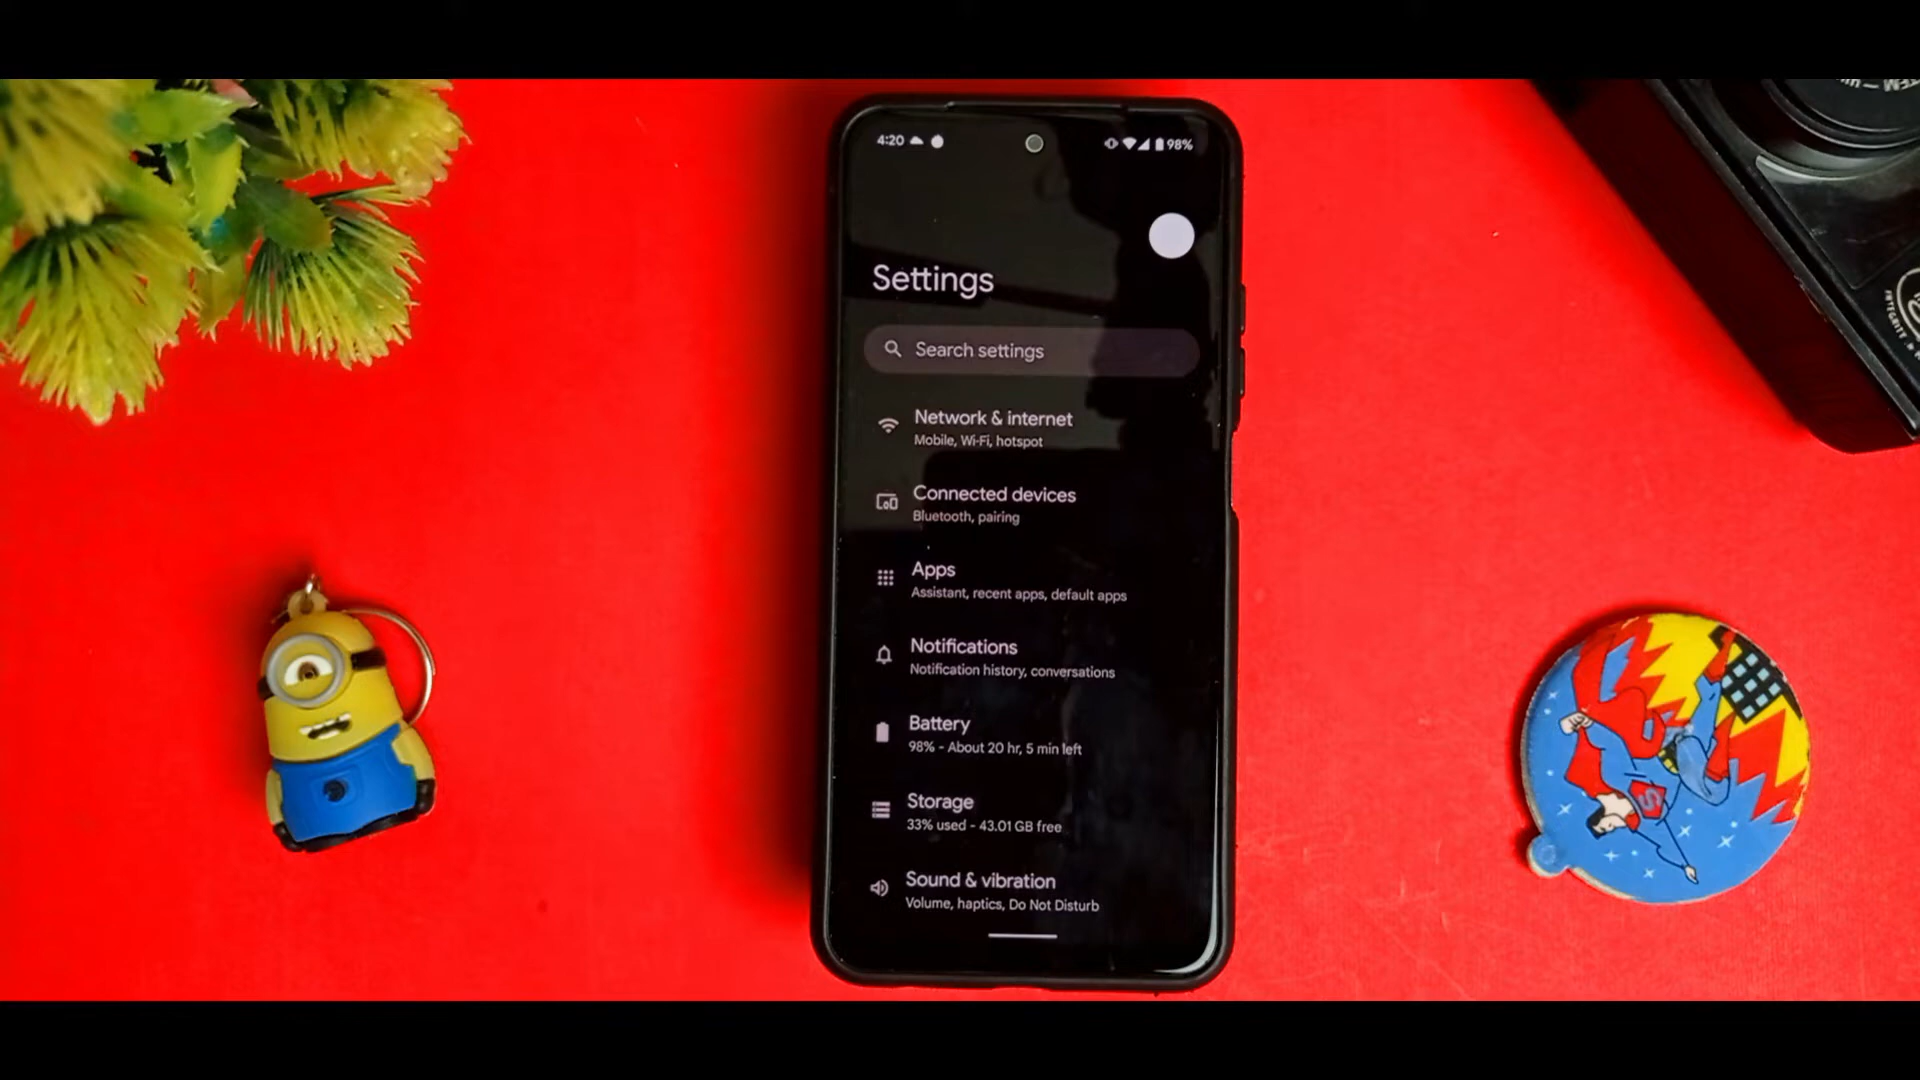 4:20
98%
Settings
Search settings
Network & internet
Mobile, Wi-Fi, hotspot
Connected devices
Bluetooth, pairing
Apps
Assistant, recent apps, default apps
Notifications
Notification history, conversations
Battery
98% - About 20 hr, 5 min left
Storage
33% used - 43.01 GB free
Sound & vibration
Volume, haptics, Do Not Disturb
INTEGRITY
S